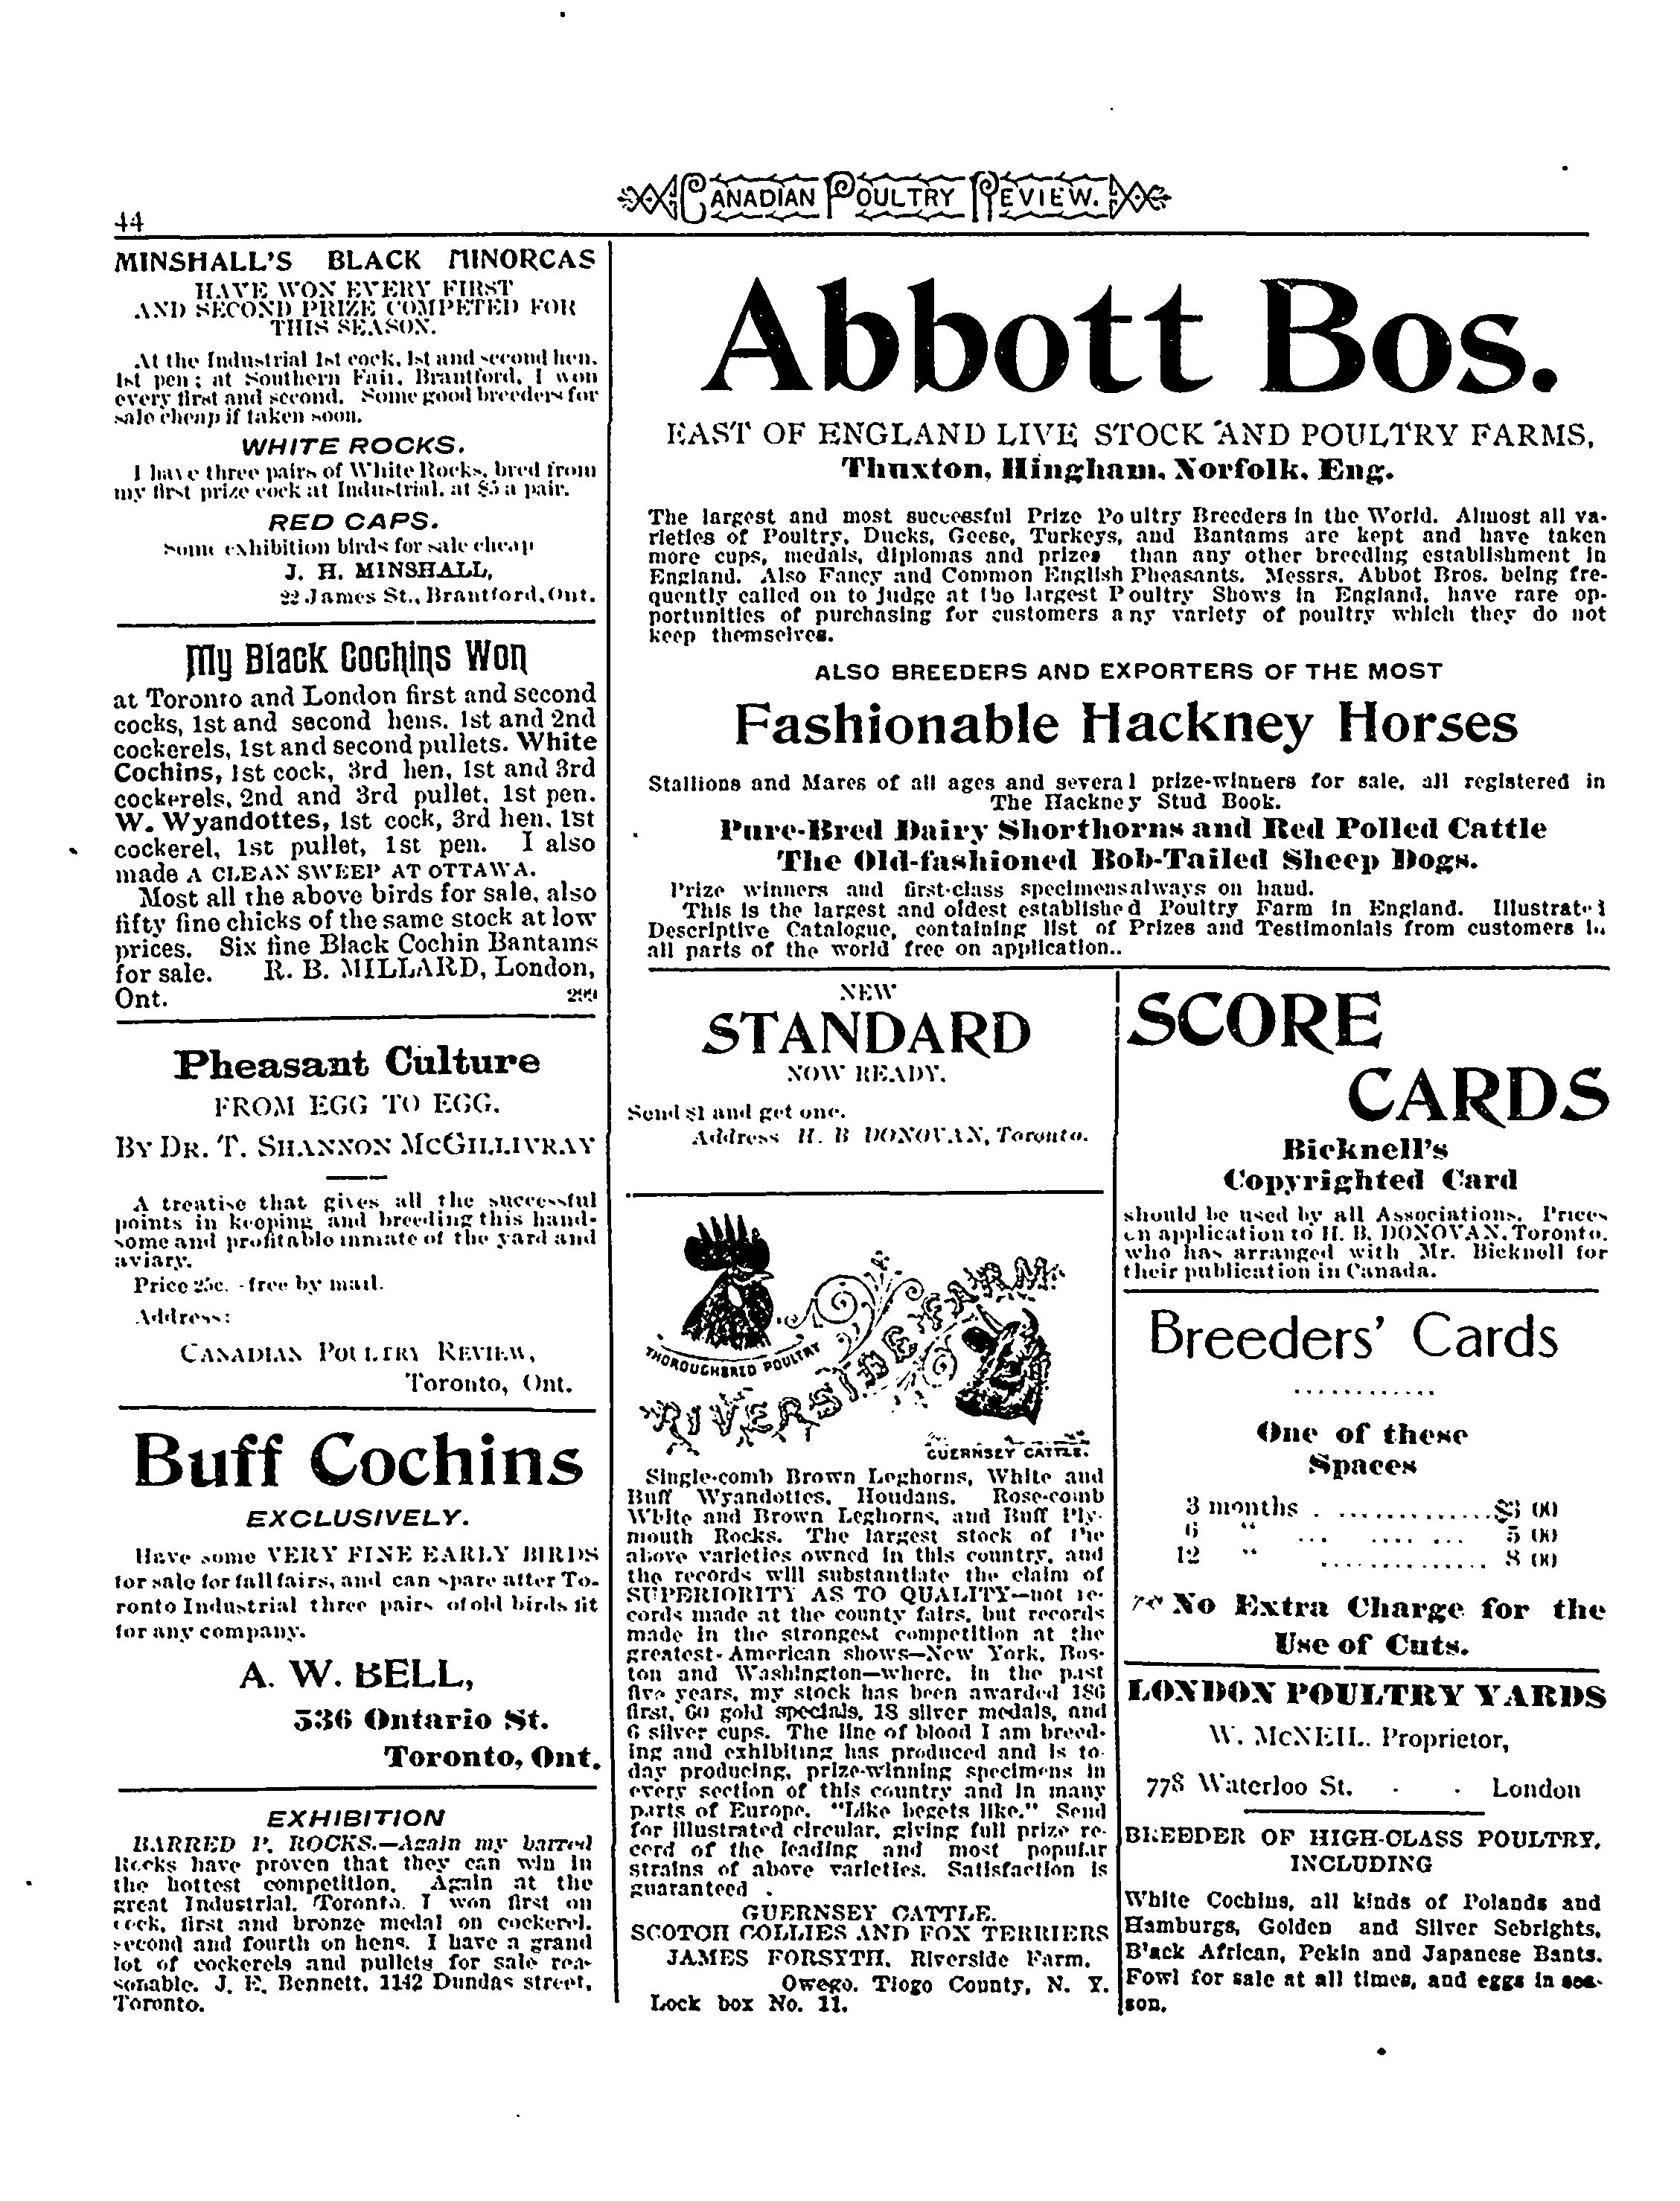 44
CANADIAN POULTRY REVIEW.
MINSHALL'S BLACK MINORCAS
HAVE WON EVERY FIRST
AND SECOND PRIZE COMPETED FOR
THIS SEASON.
At the Industrial 1st cock, 1st and second hen,
1st pen; at Southern Fair, Brantford, I won
every first and second. Some good breeders for
sale cheap if taken soon.
WHITE ROCKS.
I have three pairs of White Rocks, bred from
my first prize cock at Industrial, at $5 a pair.
RED CAPS.
Some exhibition birds for sale cheap
J. H. MINSHALL,
22 James St., Brantford, Ont.
My Black Cochins Won
at Toronto and London first and second
cocks, 1st and second hens, 1st and 2nd
cockerels, 1st and second pullets. White
Cochins, 1st cock, 3rd hen, 1st and 3rd
cockerels, 2nd and 3rd pullet, 1st pen.
W. Wyandottes, 1st cock, 3rd hen, 1st
cockerel, 1st pullet, 1st pen. I also
made A CLEAN SWEEP AT OTTAWA.
Most all the above birds for sale, also
fifty fine chicks of the same stock at low
prices. Six fine Black Cochin Bantams
for sale. R. B. MILLARD, London,
Ont. 299
Pheasant Culture
FROM EGG TO EGG.
BY DR. T. SHANNON MCGILLIVRAY
A treatise that gives all the successful
points in keeping and breeding this hand-
some and profitable inmate of the yard and
aviary.
Price 25c. - free by mail.
Address:
CANADIAN POULTRY REVIEW,
Toronto, Ont.
Buff Cochins
EXCLUSIVELY.
Have some VERY FINE EARLY BIRDS
for sale for fall fairs, and can spare after To-
ronto Industrial three pairs of old birds fit
for any company.
A. W. BELL,
536 Ontario St.
Toronto, Ont.
EXHIBITION
BARRED P. ROCKS.—Again my barred
Rocks have proven that they can win in
the hottest competition. Again at the
great Industrial, Toronto, I won first on
cock, first and bronze medal on cockerel,
second and fourth on hens. I have a grand
lot of cockerels and pullets for sale rea-
sonable. J. E. Bennett, 1142 Dundas street,
Toronto.
Abbott Bos.
EAST OF ENGLAND LIVE STOCK AND POULTRY FARMS,
Thuxton, Hingham, Norfolk, Eng.
The largest and most successful Prize Poultry Breeders in the World. Almost all va-
rieties of Poultry, Ducks, Geese, Turkeys, and Bantams are kept and have taken
more cups, medals, diplomas and prizes than any other breeding establishment in
England. Also Fancy and Common English Pheasants. Messrs. Abbot Bros. being fre-
quently called on to judge at the largest Poultry Shows in England, have rare op-
portunities of purchasing for customers any variety of poultry which they do not
keep themselves.
ALSO BREEDERS AND EXPORTERS OF THE MOST
Fashionable Hackney Horses
Stallions and Mares of all ages and several prize-winners for sale, all registered in
The Hackney Stud Book.
Pure-Bred Dairy Shorthorns and Red Polled Cattle
The Old-fashioned Bob-Tailed Sheep Dogs.
Prize winners and first-class specimens always on hand.
This is the largest and oldest established Poultry Farm in England. Illustrated
Descriptive Catalogue, containing list of Prizes and Testimonials from customers in
all parts of the world free on application..
NEW
STANDARD
NOW READY.
Send $1 and get one.
Address H. B DONOVAN, Toronto.
THOROUGHBRED POULTRY
RIVERSIDE FARM.
GUERNSEY CATTLE.
Single-comb Brown Leghorns, White and
Buff Wyandottes, Houdans, Rose-comb
White and Brown Leghorns, and Buff Ply-
mouth Rocks. The largest stock of the
above varieties owned in this country, and
the records will substantiate the claim of
SUPERIORITY AS TO QUALITY—not re-
cords made at the county fairs, but records
made in the strongest competition at the
greatest American shows—New York, Bos-
ton and Washington—where, in the past
five years, my stock has been awarded 186
first, 60 gold specials, 18 silver medals, and
6 silver cups. The line of blood I am breed-
ing and exhibiting has produced and is to-
day producing, prize-winning specimens in
every section of this country and in many
parts of Europe. "Like begets like." Send
for illustrated circular, giving full prize re-
cord of the leading and most popular
strains of above varieties. Satisfaction is
guaranteed .
GUERNSEY CATTLE.
SCOTCH COLLIES AND FOX TERRIERS
JAMES FORSYTH, Riverside Farm.
Owego, Tiogo County, N. Y.
Lock box No. 11.
SCORE
CARDS
Bicknell's
Copyrighted Card
should be used by all Associations. Prices
on application to H. B. DONOVAN, Toronto,
who has arranged with Mr. Bicknell for
their publication in Canada.
Breeders' Cards
One of these
Spaces
3 months . ............. $3 00
6 " ... .... ... 5 00
12 " ............... 8 00
No Extra Charge for the
Use of Cuts.
LONDON POULTRY YARDS
W. MCNEIL. Proprietor,
778 Waterloo St. - - London
BREEDER OF HIGH-CLASS POULTRY,
INCLUDING
White Cochins, all kinds of Polands and
Hamburgs, Golden and Silver Sebrights,
B'ack African, Pekin and Japanese Bants.
Fowl for sale at all times, and eggs in sea-
son.